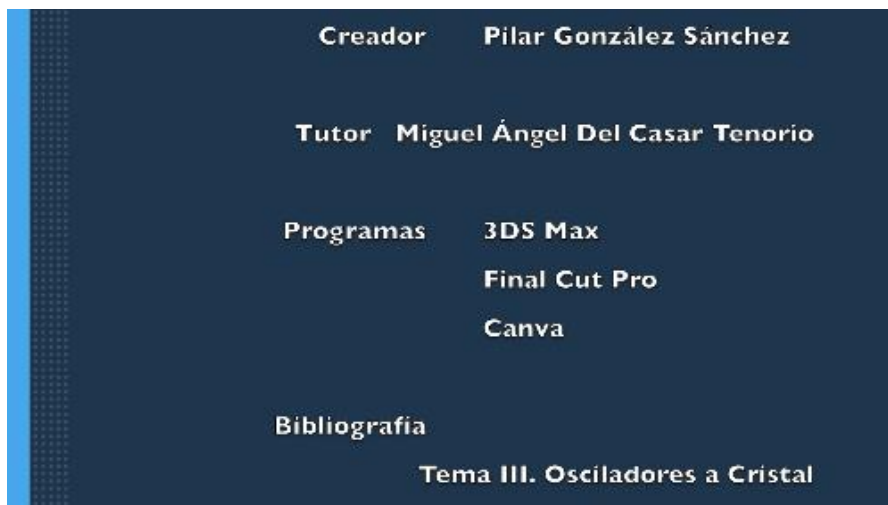 Creador Pilar González Sánchez
Tutor Miguel Ángel Del Casar Tenorio
Programas 3DS Max
Final Cut Pro
Canva
Bibliografia
Tema III. Osciladores a Cristal